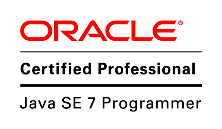 ORACLE®
Certified Professional
Java SE 7 Programmer